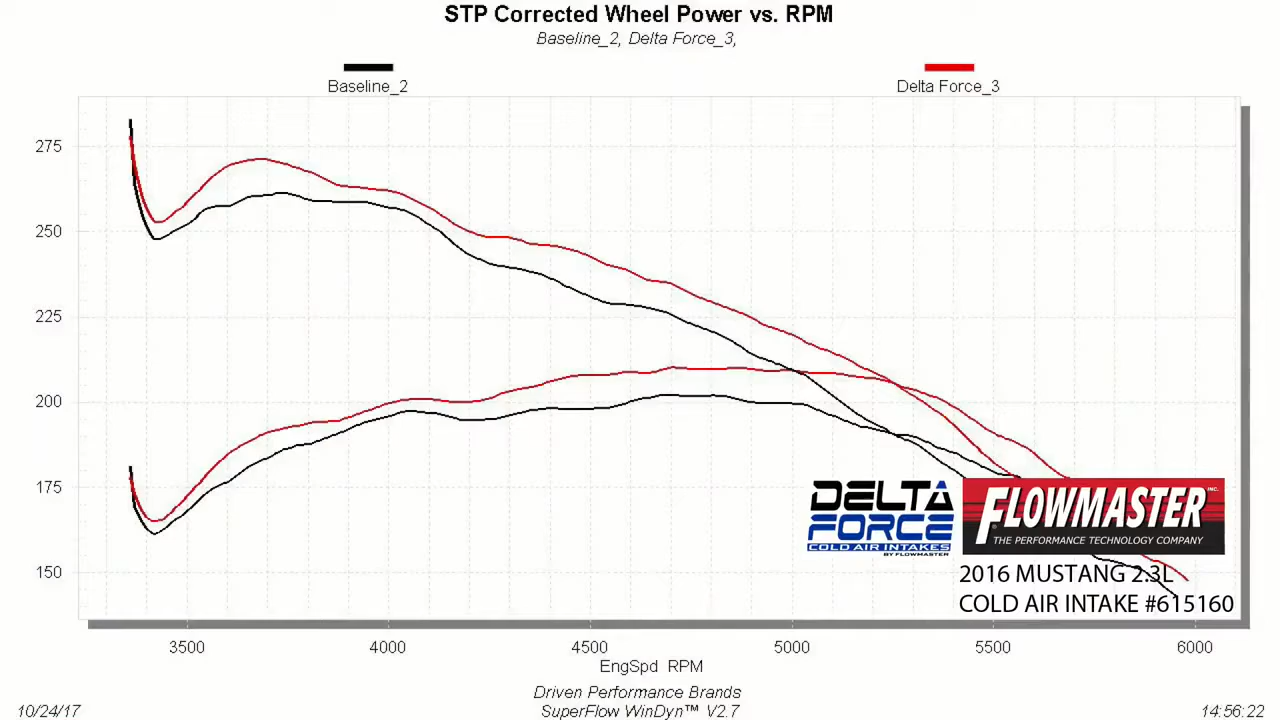 STP Corrected Wheel Power vs. RPM
Baseline_2, Delta Force_3,
Baseline_2
Delta Force_3
275
250
225
200
175
150
DELTA
FORCE
COLD AIR INTAKES
BY FLOWMASTER
FLOWMASTER INC.
THE PERFORMANCE TECHNOLOGY COMPANY
2016 MUSTANG 2.3L
COLD AIR INTAKE #615160
3500 4000 4500 5000 5500 6000
EngSpd RPM
Driven Performance Brands
10/24/17 SuperFlow WinDyn™ V2.7 14:56:22